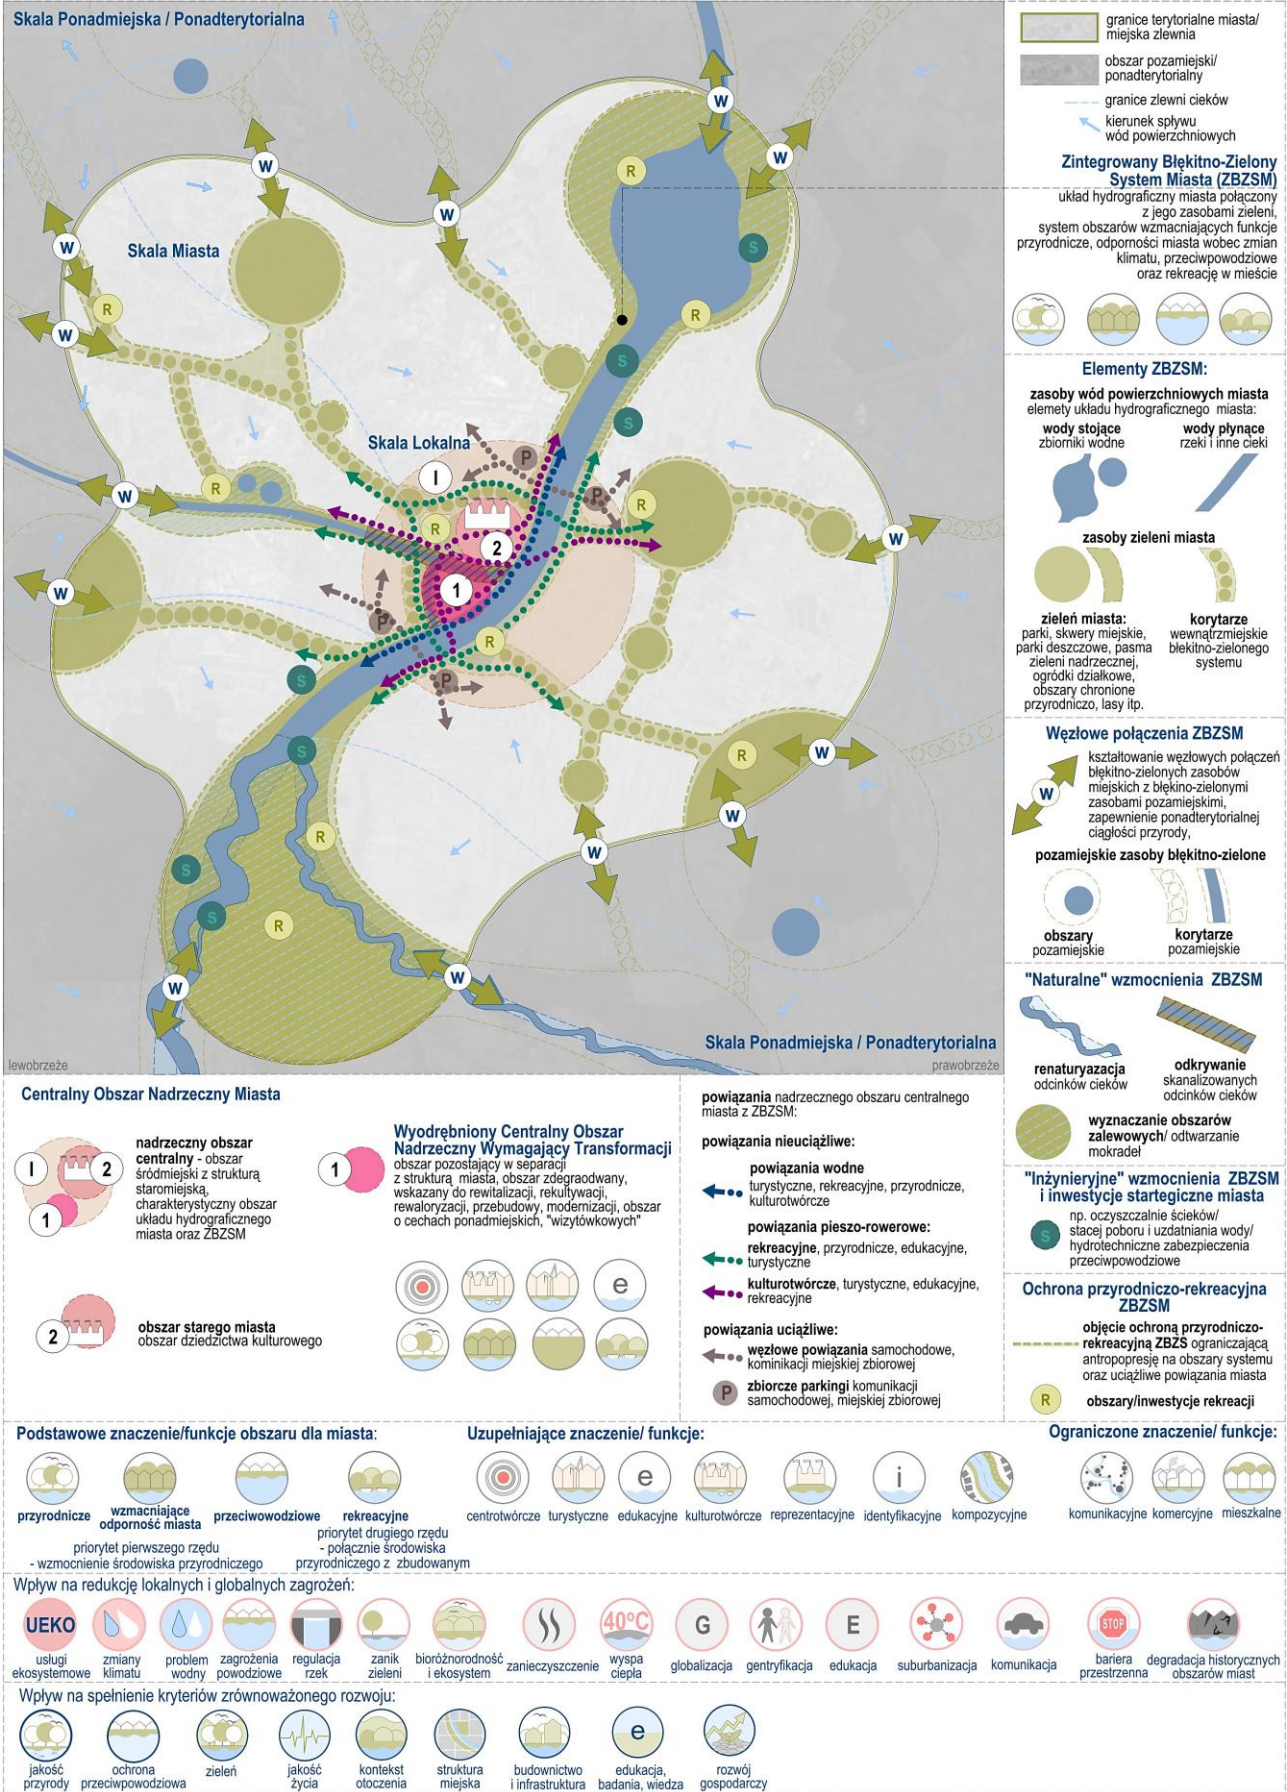 Skala Ponadmiejska / Ponadterytorialna
W
W
W
R
W
W
Skala Miasta
S
R
W
R
W
S
S
Skala Lokalna
P
I
R
P
R
W
R
W
2
1
W
P
R
S
P
S
R
W
W
R
W
S
S
R
W
W
Skala Ponadmiejska / Ponadterytorialna
lewobrzeże
prawobrzeże
granice terytorialne miasta/
miejska zlewnia
obszar pozamiejski/
ponadterytorialny
granice zlewni cieków
kierunek spływu
wód powierzchniowych
Zintegrowany Błękitno-Zielony
System Miasta (ZBZSM)
układ hydrograficzny miasta połączony
z jego zasobami zieleni,
system obszarów wzmacniających funkcje
przyrodnicze, odporności miasta wobec zmian
klimatu, przeciwpowodziowe
oraz rekreację w mieście
Elementy ZBZSM:
zasoby wód powierzchniowych miasta
elemety układu hydrograficznego miasta:
wody stojące
zbiorniki wodne
wody płynące
rzeki i inne cieki
zasoby zieleni miasta
zieleń miasta:
parki, skwery miejskie,
parki deszczowe, pasma
zieleni nadrzecznej,
ogródki działkowe,
obszary chronione
przyrodniczo, lasy itp.
korytarze
wewnątrzmiejskie
błekitno-zielonego
systemu
Węzłowe połączenia ZBZSM
W
kształtowanie węzłowych połączeń
błękitno-zielonych zasobów
miejskich z błękino-zielonymi
zasobami pozamiejskimi,
zapewnienie ponadterytorialnej
ciągłości przyrody,
pozamiejskie zasoby błękitno-zielone
obszary
pozamiejskie
korytarze
pozamiejskie
"Naturalne" wzmocnienia ZBZSM
renaturyazacja
odcinków cieków
odkrywanie
skanalizowanych
odcinków cieków
wyznaczanie obszarów
zalewowych/ odtwarzanie
mokradeł
"Inżynieryjne" wzmocnienia ZBZSM
i inwestycje startegiczne miasta
S
np. oczyszczalnie ścieków/
stacej poboru i uzdatniania wody/
hydrotechniczne zabezpieczenia
przeciwpowodziowe
Ochrona przyrodniczo-rekreacyjna
ZBZSM
objęcie ochroną przyrodniczo-
rekreacyjną ZBZS ograniczającą
antropopresję na obszary systemu
oraz uciążliwe powiązania miasta
R
obszary/inwestycje rekreacji
Centralny Obszar Nadrzeczny Miasta
I
2
1
nadrzeczny obszar
centralny - obszar
śródmiejski z strukturą
staromiejską,
charakterystyczny obszar
układu hydrograficznego
miasta oraz ZBZSM
2
obszar starego miasta
obszar dziedzictwa kulturowego
1
Wyodrębniony Centralny Obszar
Nadrzeczny Wymagający Transformacji
obszar pozostający w separacji
z strukturą miasta, obszar zdegraodwany,
wskazany do rewitalizacji, rekultywacji,
rewaloryzacji, przebudowy, modernizacji, obszar
o cechach ponadmiejskich, "wizytówkowych"
e
powiązania nadrzecznego obszaru centralnego
miasta z ZBZSM:
powiązania nieuciążliwe:
powiązania wodne
turystyczne, rekreacyjne, przyrodnicze,
kulturotwórcze
powiązania pieszo-rowerowe:
rekreacyjne, przyrodnicze, edukacyjne,
turystyczne
kulturotwórcze, turystyczne, edukacyjne,
rekreacyjne
powiązania uciążliwe:
węzłowe powiązania samochodowe,
kominikacji miejskiej zbiorowej
P
zbiorcze parkingi komunikacji
samochodowej, miejskiej zbiorowej
Podstawowe znaczenie/funkcje obszaru dla miasta:
przyrodnicze
wzmacniające
odporność miasta
przeciwowodziowe
rekreacyjne
priorytet pierwszego rzędu
- wzmocnienie środowiska przyrodniczego
priorytet drugiego rzędu
- połącznie środowiska
przyrodniczego z zbudowanym
Uzupełniające znaczenie/ funkcje:
e
i
centrotwórcze
turystyczne
edukacyjne
kulturotwórcze
reprezentacyjne
identyfikacyjne
kompozycyjne
Ograniczone znaczenie/ funkcje:
komunikacyjne
komercyjne
mieszkalne
Wpływ na redukcję lokalnych i globalnych zagrożeń:
UEKO
40ºC
G
E
STOP
usługi
ekosystemowe
zmiany
klimatu
problem
wodny
zagrożenia
powodziowe
regulacja
rzek
zanik
zieleni
bioróżnorodność
i ekosystem
zanieczyszczenie
wyspa
ciepła
globalizacja
gentryfikacja
edukacja
suburbanizacja
komunikacja
bariera
przestrzenna
degradacja historycznych
obszarów miast
Wpływ na spełnienie kryteriów zrównoważonego rozwoju:
e
jakość
przyrody
ochrona
przeciwpowodziowa
zieleń
jakość
życia
kontekst
otoczenia
struktura
miejska
budownictwo
i infrastruktura
edukacja,
badania, wiedza
rozwój
gospodarczy